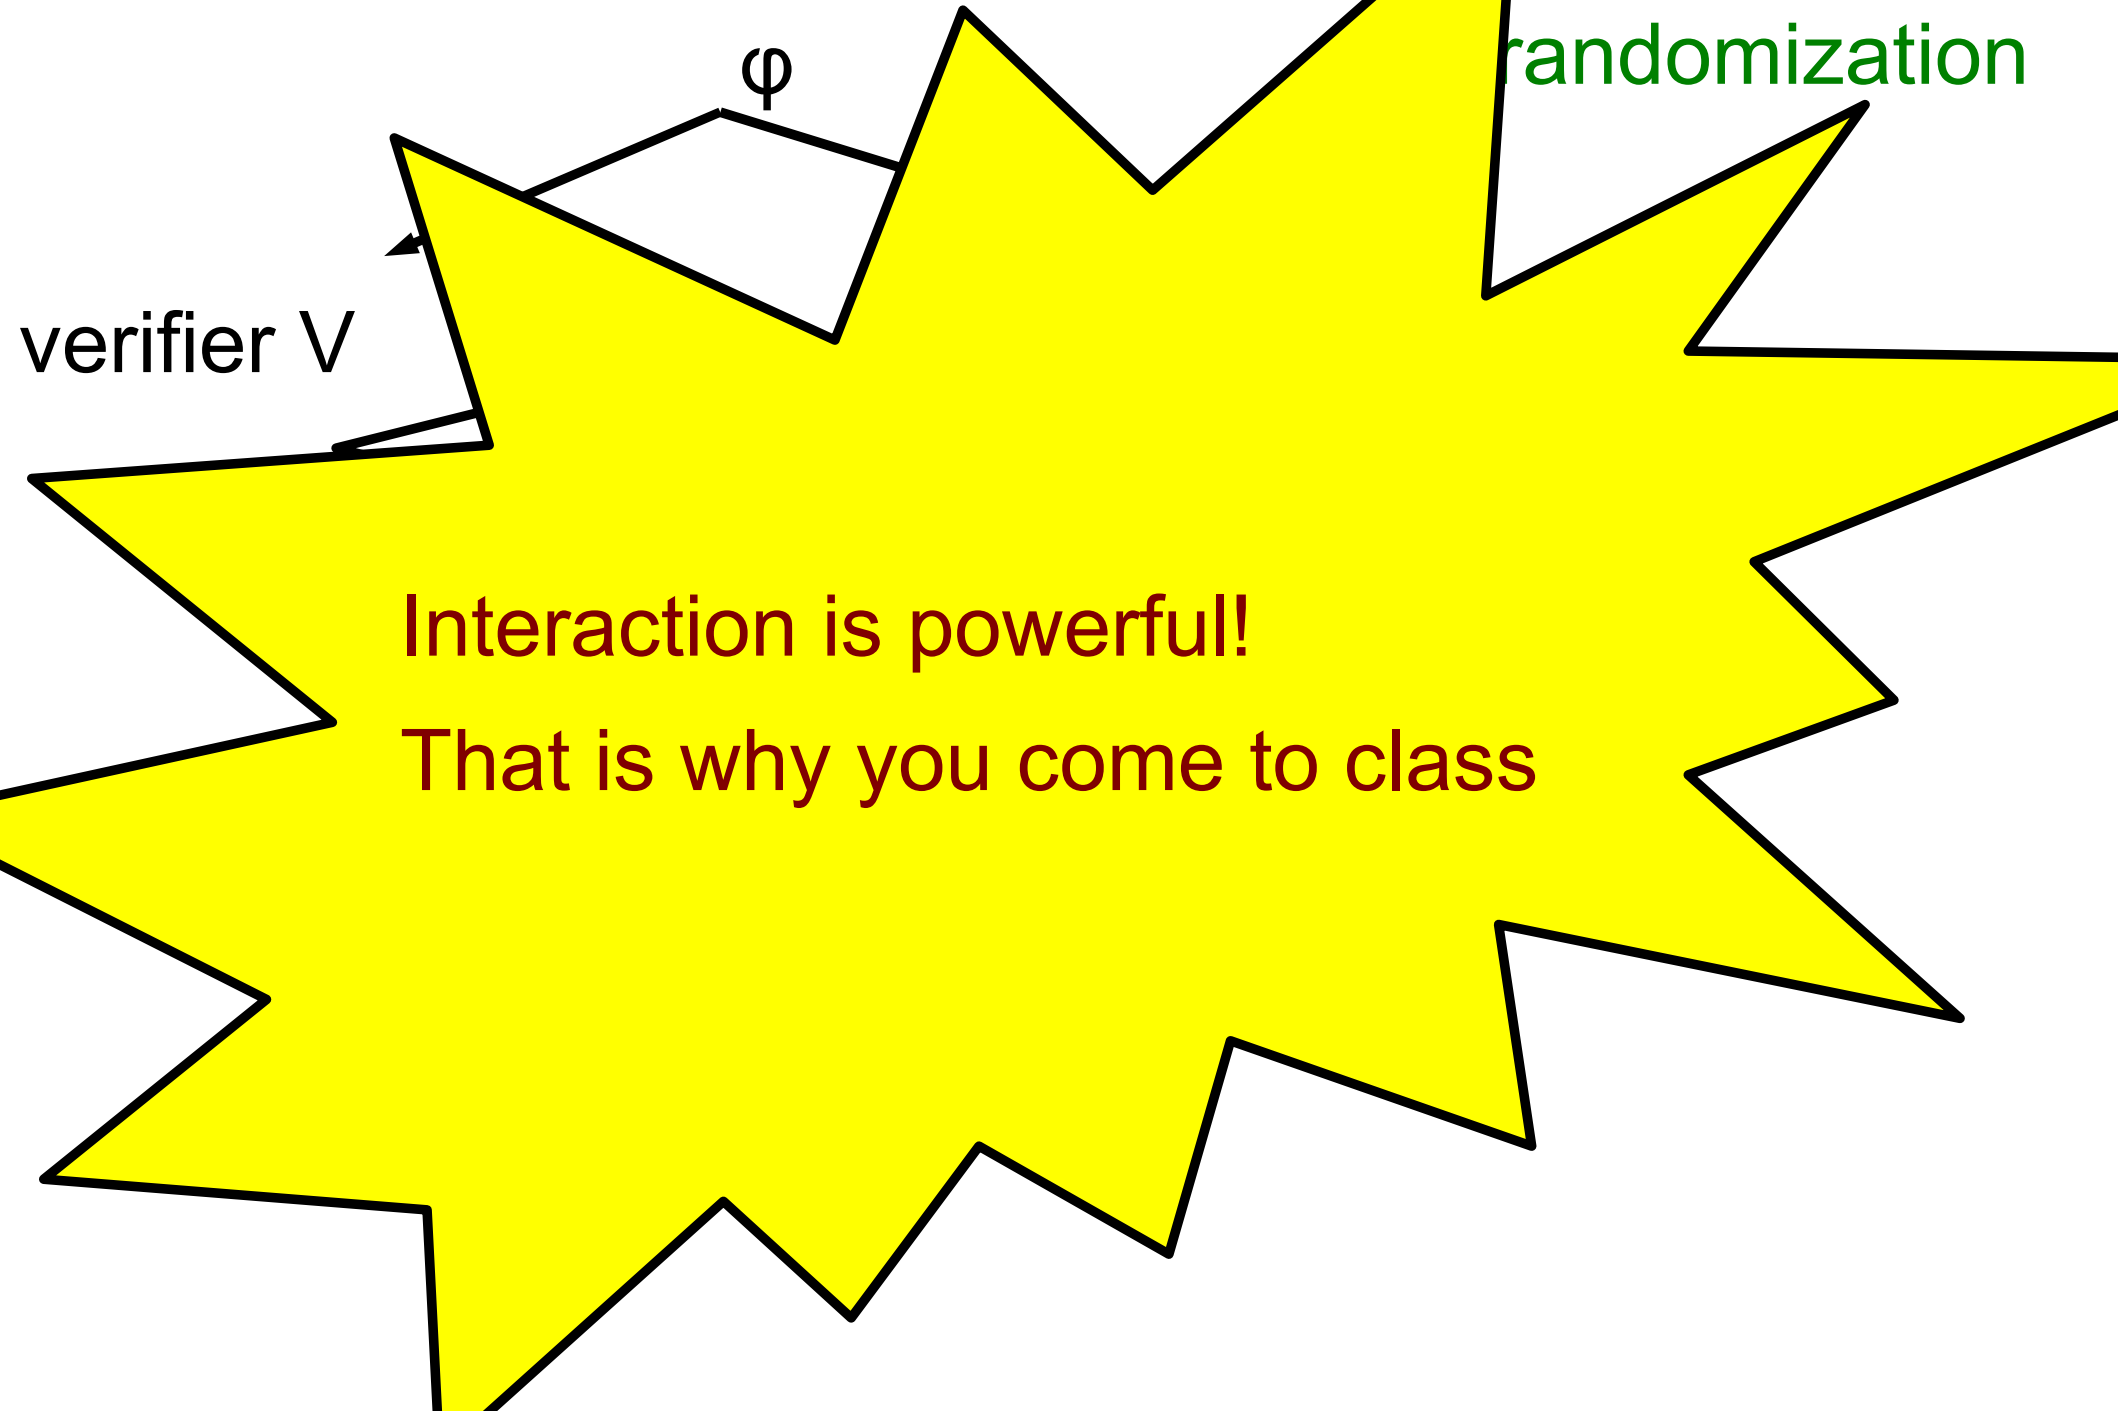 randomization
φ
verifier V
Interaction is powerful!
That is why you come to class